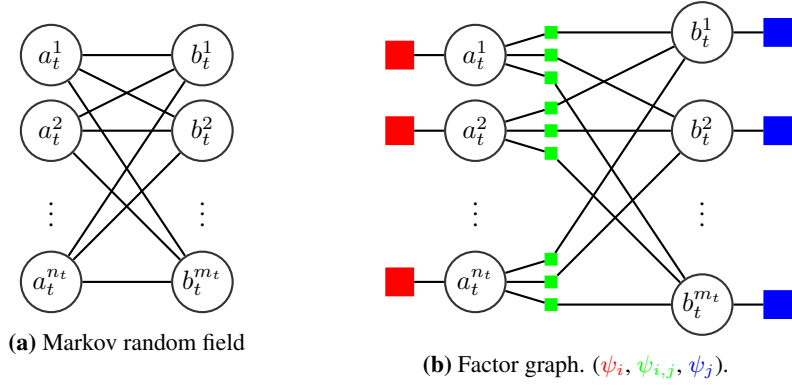 a_t^1 b_t^1
a_t^2 b_t^2
⋮ ⋮
a_t^{n_t} b_t^{m_t}
(a) Markov random field
a_t^1 b_t^1
a_t^2 b_t^2
⋮ ⋮
a_t^{n_t} b_t^{m_t}
(b) Factor graph. (ψ_i, ψ_{i,j}, ψ_j).